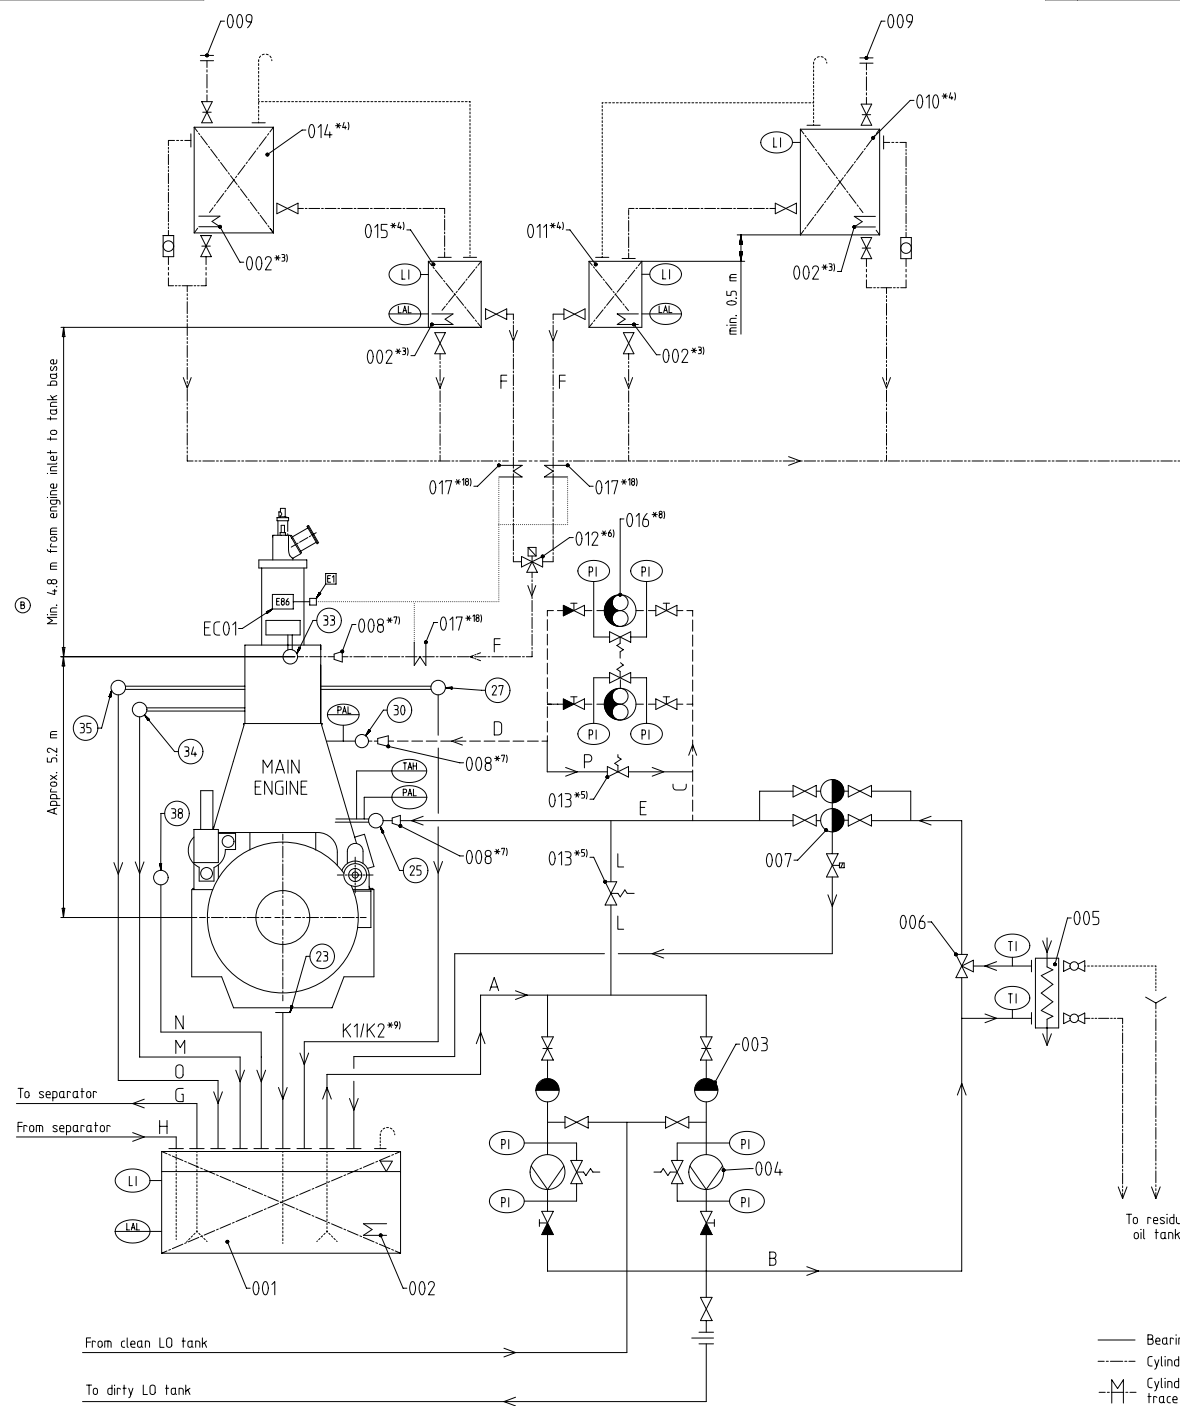 009
009
014*4)
LI
010*4)
002*3)
015*4)
011*4)
002*3)
LI
LI
LAL
LAL
min. 0.5 m
002*3)
002*3)
F
F
Min. 4.8 m from engine inlet to tank base
017*18)
017*18)
016*8)
012*6)
PI
PI
E1
E86
B
EC01
33
008*7)
017*18)
F
35
27
PAL
30
D
PI
PI
34
008*7)
P
Approx. 5.2 m
MAIN
ENGINE
TAH
PAL
013*5)
C
E
38
008*7)
25
013*5)
L
007
L
006
005
TI
23
TI
A
N
K1/K2*9)
M
003
O
To separator
G
From separator
H
PI
PI
004
LI
PI
PI
LAL
001
002
B
To residu
oil tank
From clean LO tank
To dirty LO tank
Bearin
Cylind
Cylind
trace